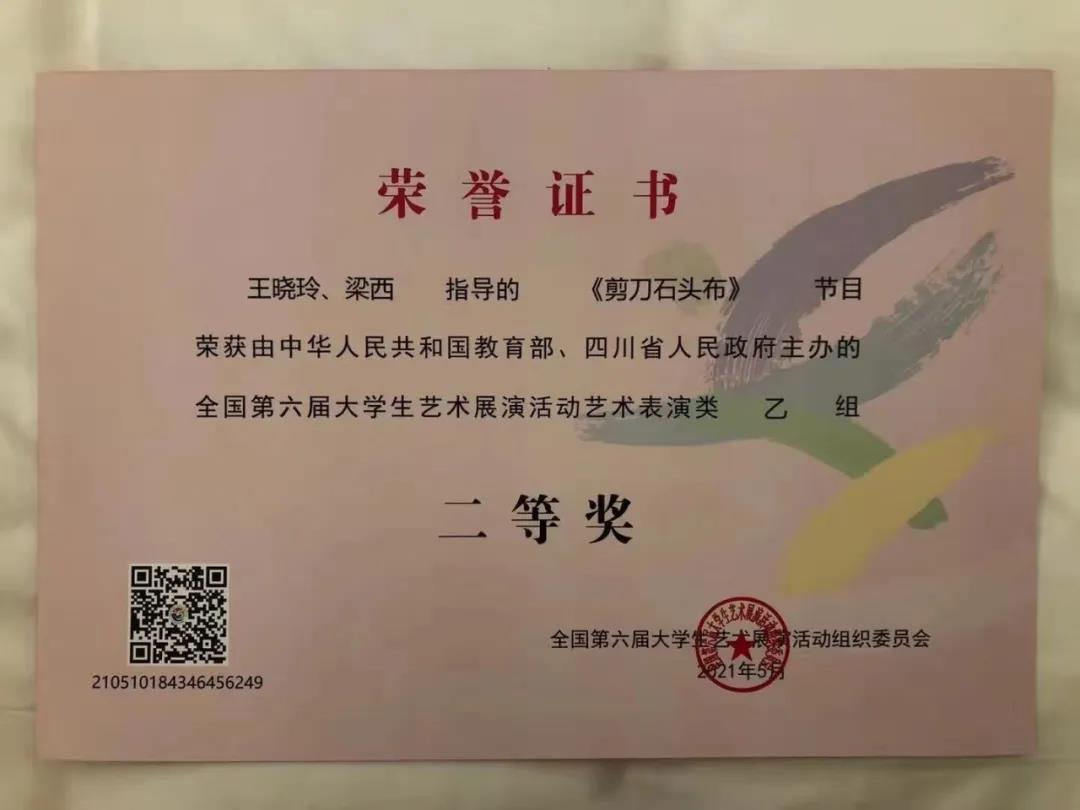 荣誉证书
王晓玲、梁西 指导的 《剪刀石头布》 节目
荣获由中华人民共和国教育部、四川省人民政府主办的
全国第六届大学生艺术展演活动艺术表演类 乙 组
二等奖
210510184346456249
全国第六届大学生艺术展演活动组织委员会
2021年5月